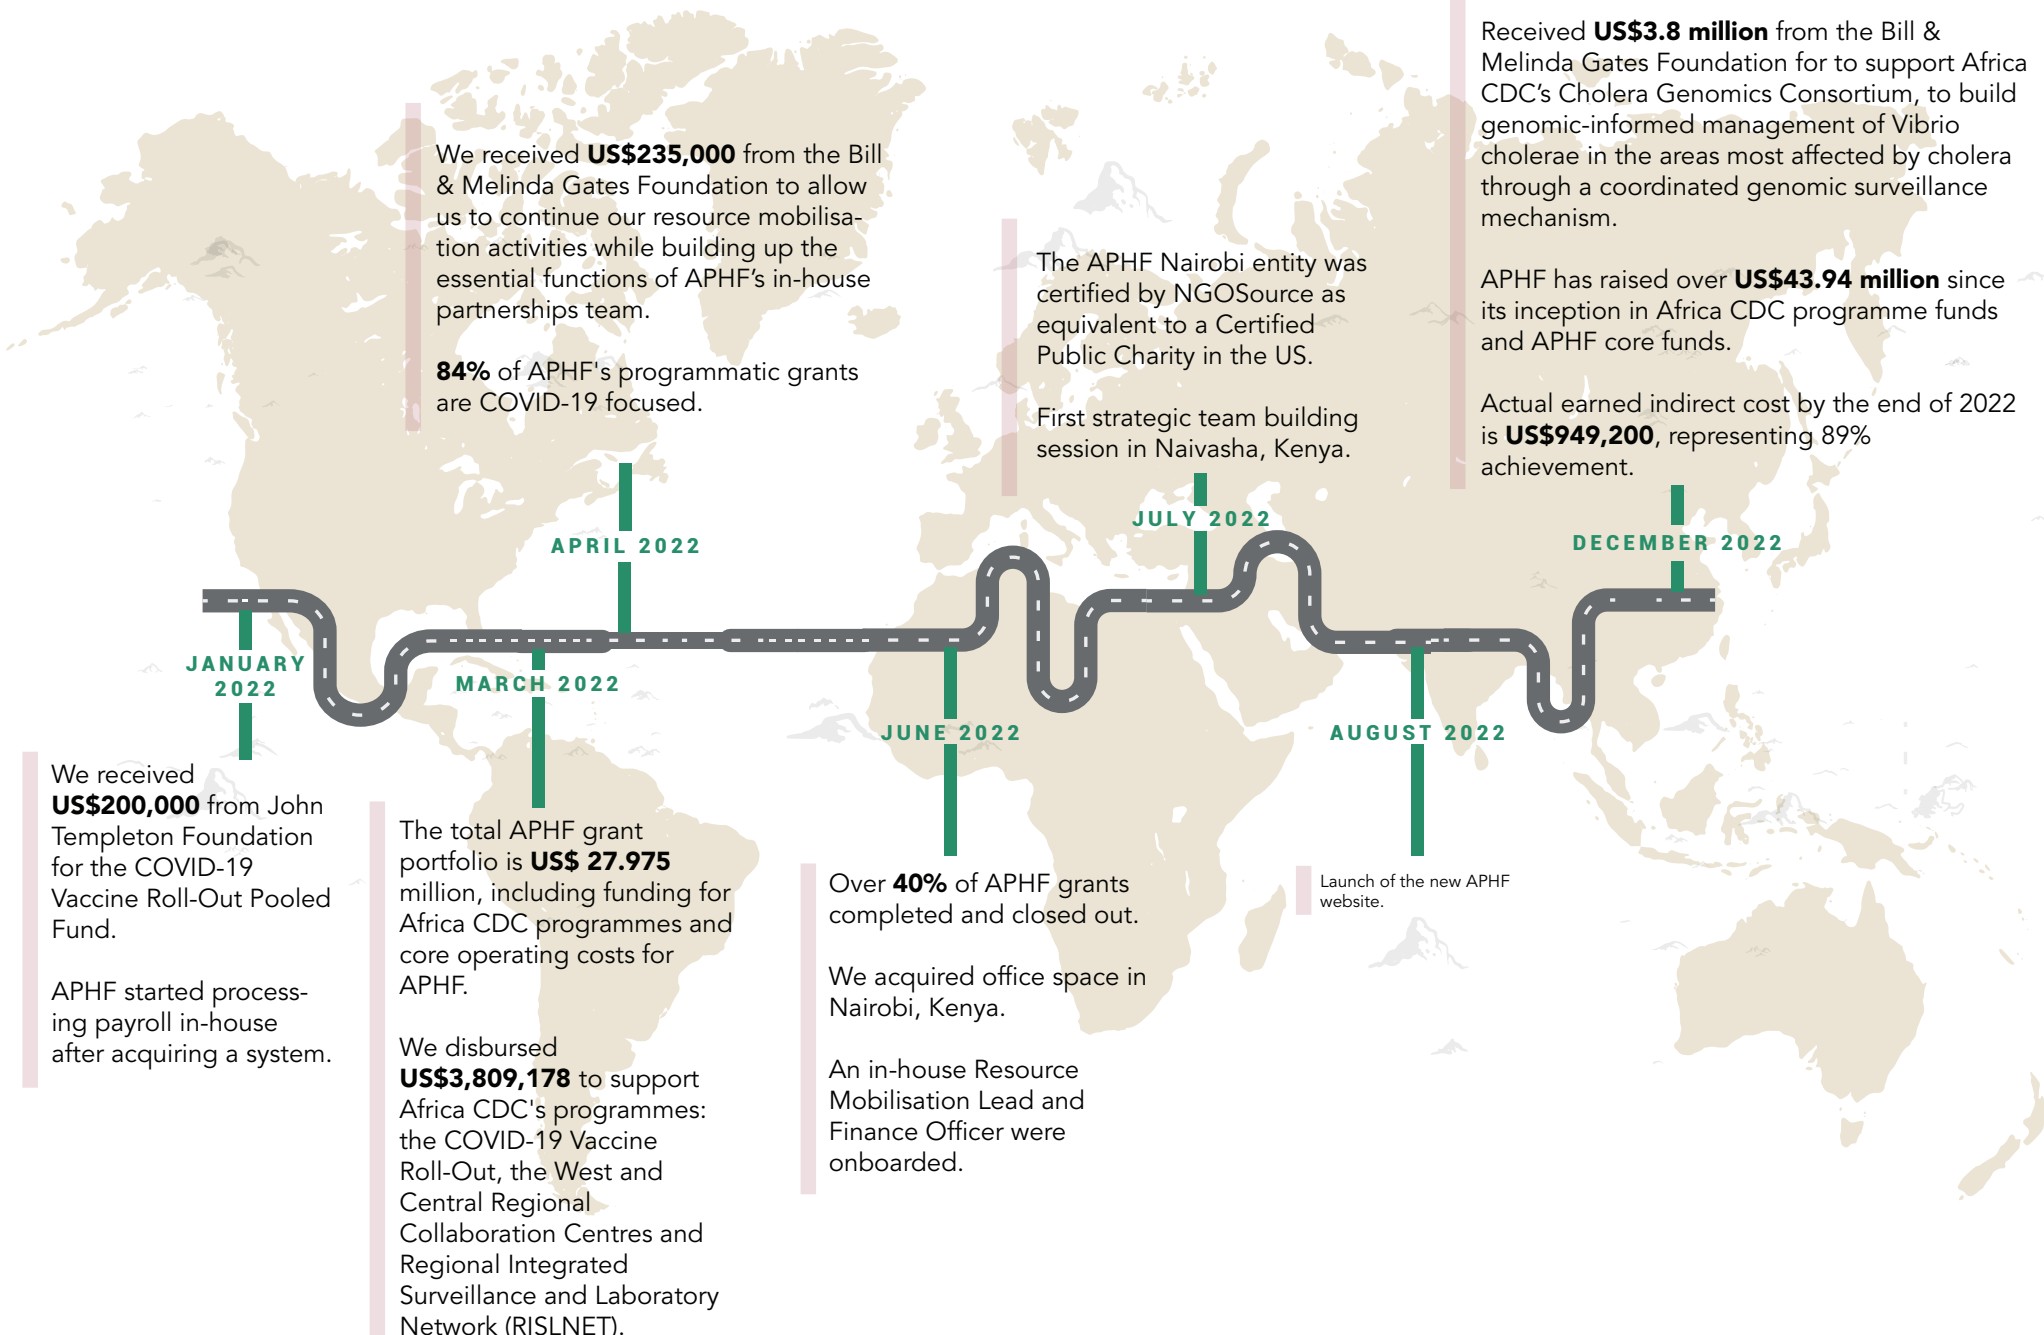 JANUARY
2022
We received
US$200,000 from John
Templeton Foundation
for the COVID-19
Vaccine Roll-Out Pooled
Fund.
APHF started process-
ing payroll in-house
after acquiring a system.
MARCH 2022
The total APHF grant
portfolio is US$ 27.975
million, including funding for
Africa CDC programmes and
core operating costs for
APHF.
We disbursed
US$3,809,178 to support
Africa CDC's programmes:
the COVID-19 Vaccine
Roll-Out, the West and
Central Regional
Collaboration Centres and
Regional Integrated
Surveillance and Laboratory
Network (RISLNET).
We received US$235,000 from the Bill
& Melinda Gates Foundation to allow
us to continue our resource mobilisa-
tion activities while building up the
essential functions of APHF’s in-house
partnerships team.
84% of APHF's programmatic grants
are COVID-19 focused.
APRIL 2022
JUNE 2022
Over 40% of APHF grants
completed and closed out.
We acquired office space in
Nairobi, Kenya.
An in-house Resource
Mobilisation Lead and
Finance Officer were
onboarded.
The APHF Nairobi entity was
certified by NGOSource as
equivalent to a Certified
Public Charity in the US.
First strategic team building
session in Naivasha, Kenya.
JULY 2022
AUGUST 2022
Launch of the new APHF
website.
Received US$3.8 million from the Bill &
Melinda Gates Foundation for to support Africa
CDC’s Cholera Genomics Consortium, to build
genomic-informed management of Vibrio
cholerae in the areas most affected by cholera
through a coordinated genomic surveillance
mechanism.
APHF has raised over US$43.94 million since
its inception in Africa CDC programme funds
and APHF core funds.
Actual earned indirect cost by the end of 2022
is US$949,200, representing 89%
achievement.
DECEMBER 2022